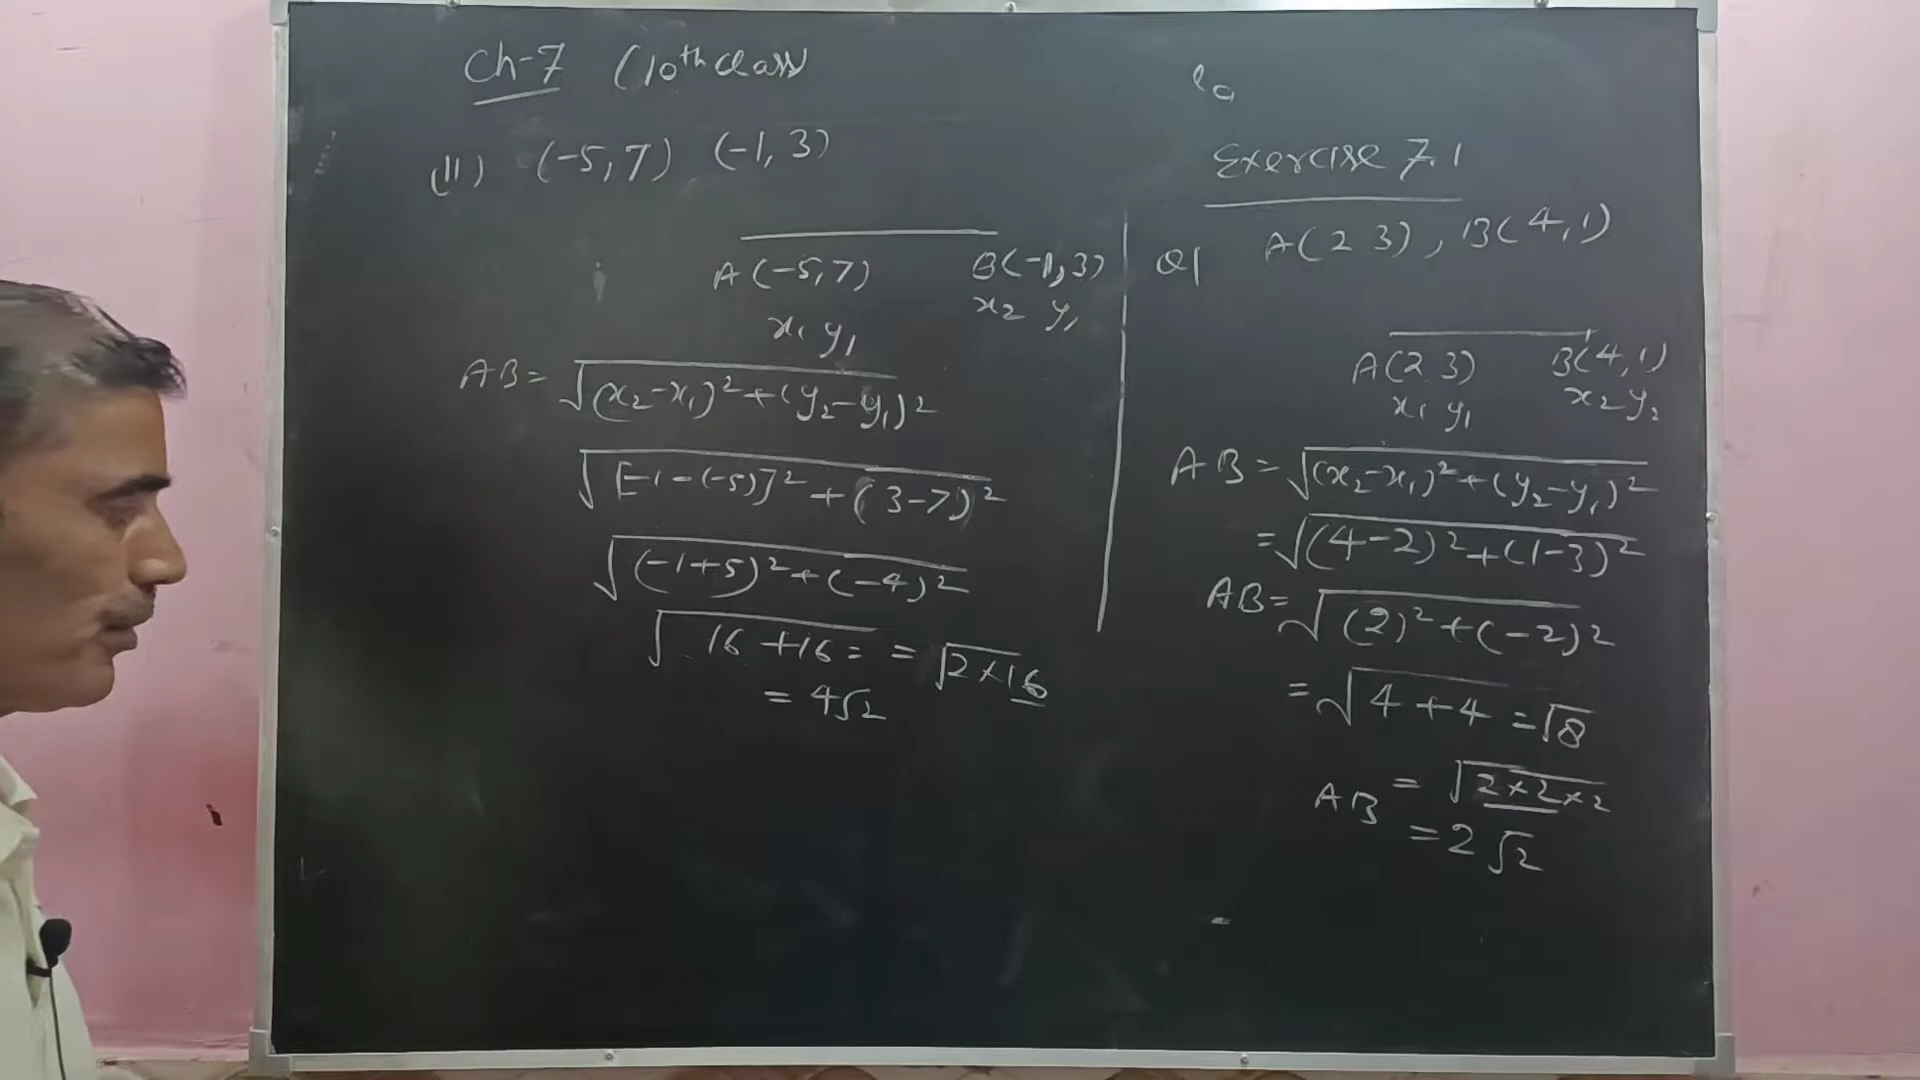 Ch-7 (10th class
(II) (-5,7) (-1,3)
A(-5,7) B(-1,3)
x₁ y₁ x₂ y₁
AB= √(x₂-x₁)²+(y₂-y₁)²
√[-1-(-5)]²+(3-7)²
√(-1+5)²+(-4)²
√16+16= = √2×16
= 4√2
Exercise 7.1
Q1 A(2 3), B(4,1)
A(2 3) B(4,1)
x₁ y₁ x₂ y₂
AB = √(x₂-x₁)²+(y₂-y₁)²
=√(4-2)²+(1-3)²
AB=√(2)²+(-2)²
=√4+4 =√8
AB = √2×2×2
= 2√2